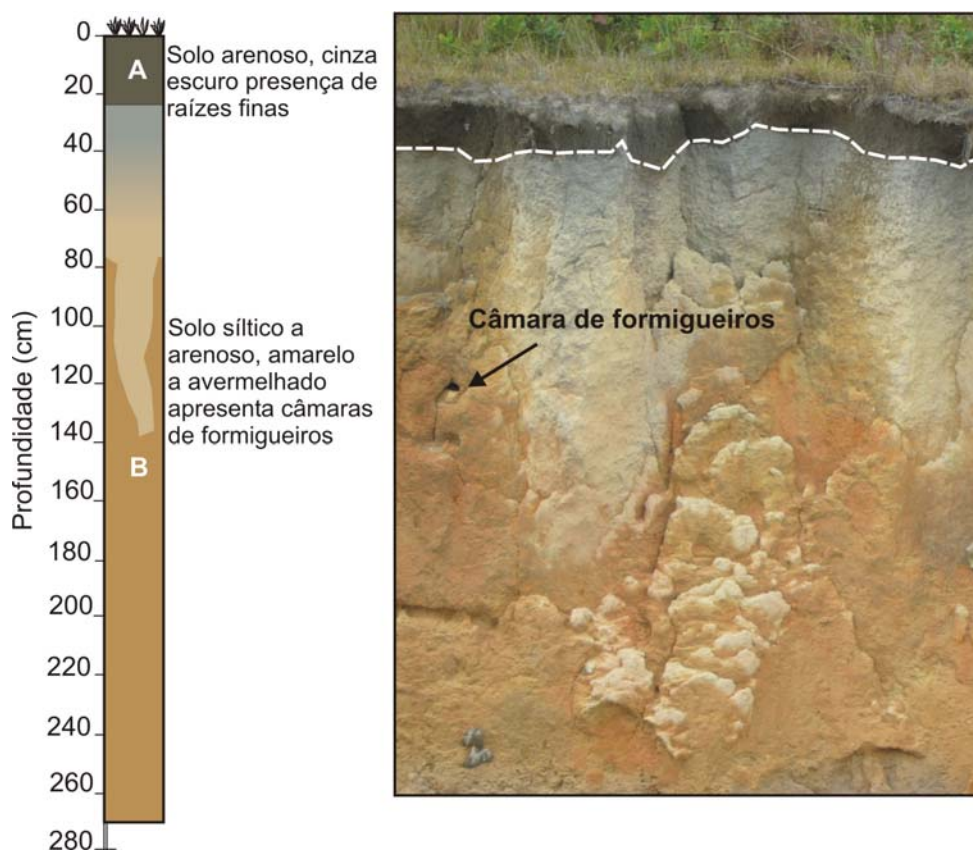 Profundidade (cm)
0
20
40
60
80
100
120
140
160
180
200
220
240
260
280
A
B
Solo arenoso, cinza
escuro presença de
raízes finas
Solo síltico a
arenoso, amarelo
a avermelhado
apresenta câmaras
de formigueiros
Câmara de formigueiros